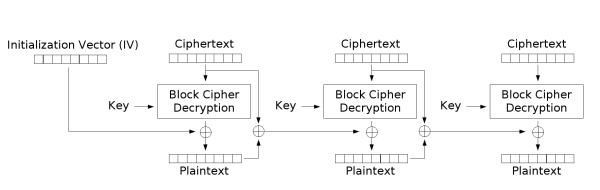 Initialization Vector (IV)
Ciphertext
Ciphertext
Ciphertext
Key
Block Cipher
Decryption
Key
Block Cipher
Decryption
Key
Block Cipher
Decryption
Plaintext
Plaintext
Plaintext